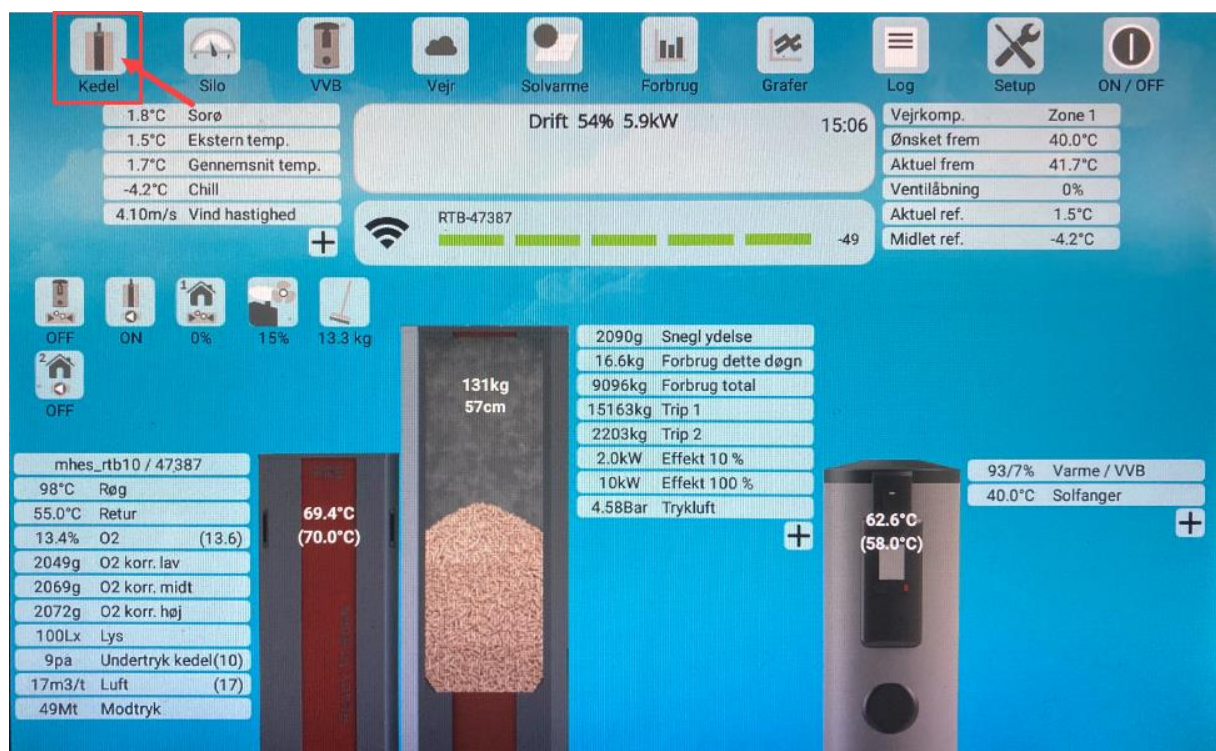 Kedel
Silo
VVB
Vejr
Solvarme
Forbrug
Grafer
Log
Setup
ON / OFF
1.8°C Sorø
1.5°C Ekstern temp.
1.7°C Gennemsnit temp.
-4.2°C Chill
4.10m/s Vind hastighed
Drift 54% 5.9kW 15:06
RTB-47387
-49
Vejrkomp. Zone 1
Ønsket frem 40.0°C
Aktuel frem 41.7°C
Ventilåbning 0%
Aktuel ref. 1.5°C
Midlet ref. -4.2°C
1
OFF
ON
0%
15%
13.3 kg
2
OFF
mhes_rtb10 / 47387
98°C Røg
55.0°C Retur
13.4% O2 (13.6)
2049g O2 korr. lav
2069g O2 korr. midt
2072g O2 korr. høj
100Lx Lys
9pa Undertryk kedel(10)
17m3/t Luft (17)
49Mt Modtryk
69.4°C
(70.0°C)
131kg
57cm
2090g Snegl ydelse
16.6kg Forbrug dette døgn
9096kg Forbrug total
15163kg Trip 1
2203kg Trip 2
2.0kW Effekt 10 %
10kW Effekt 100 %
4.58Bar Trykluft
62.6°C
(58.0°C)
93/7% Varme / VVB
40.0°C Solfanger